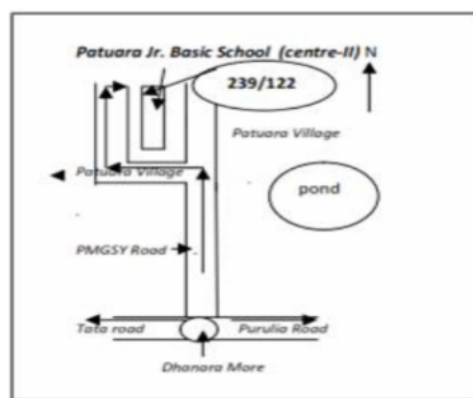 Patuara Jr. Basic School (centre-II) N
239/122
Patuara Village
Patuara Village
pond
PMGSY Road
Tata road
Purulia Road
Dhanara More